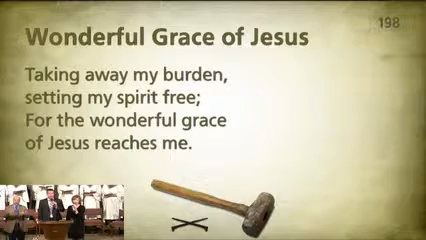 198
Wonderful Grace of Jesus
Taking away my burden,
setting my spirit free;
For the wonderful grace
of Jesus reaches me.